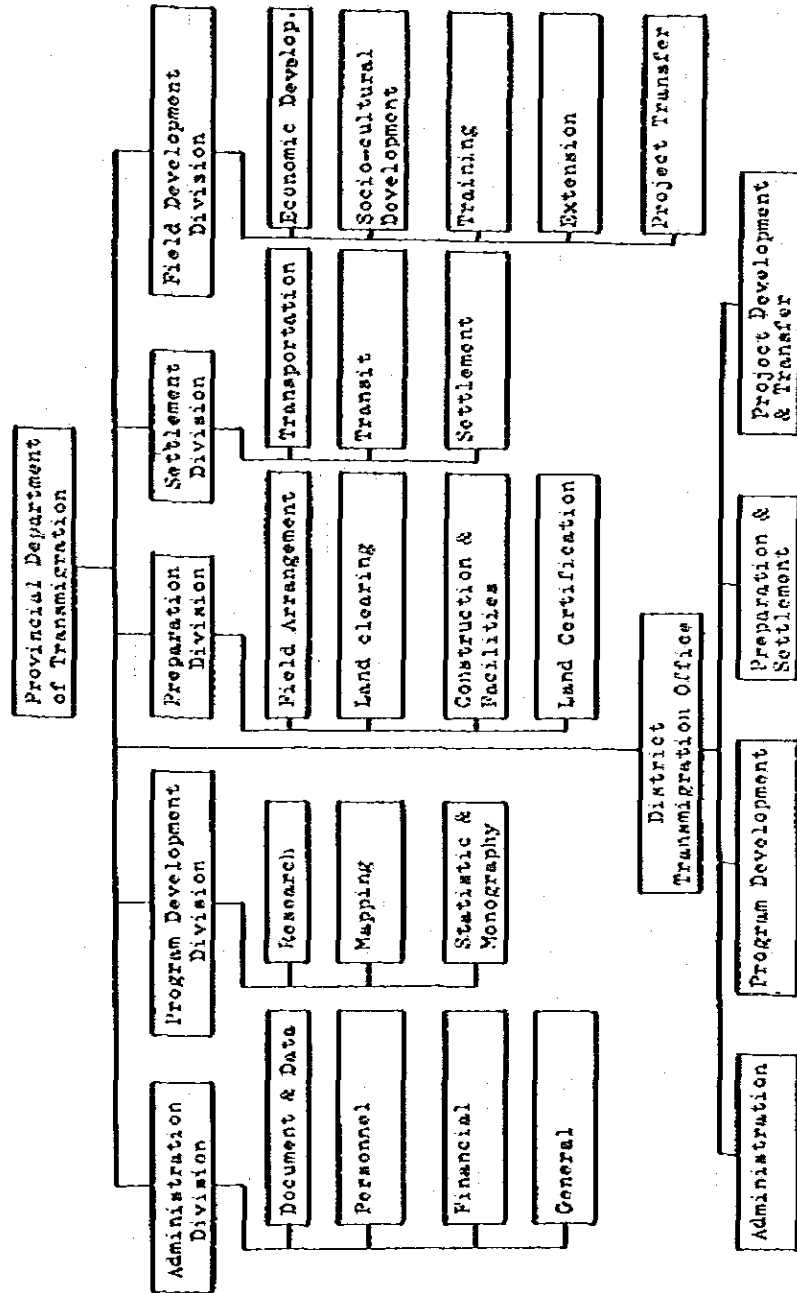 Provincial Department
of Transmigration
Administration
Division
Program Development
Division
Preparation
Division
Settlement
Division
Field Development
Division
Document & Data
Personnel
Financial
General
Research
Mapping
Statistic &
Monography
Field Arrangement
Land clearing
Construction &
Facilities
Land Certification
Transportation
Transit
Settlement
Economic Develop.
Socio-cultural
Development
Training
Extension
Project Transfer
District
Transmigration Office
Administration
Program Development
Preparation &
Settlement
Project Development
& Transfer